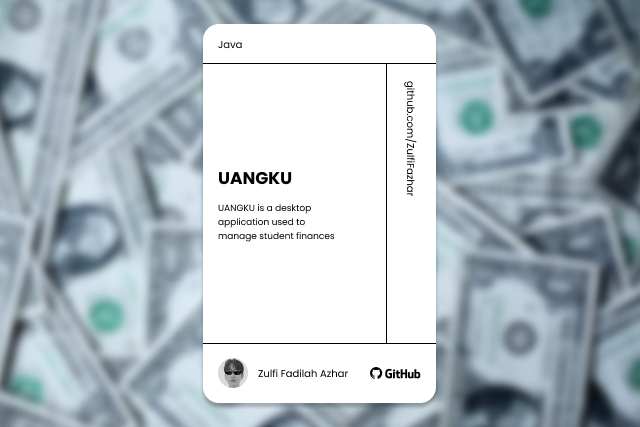 Java
github.com/ZulfiFazhar
UANGKU
UANGKU is a desktop
application used to
manage student finances
Zulfi Fadilah Azhar
GitHub